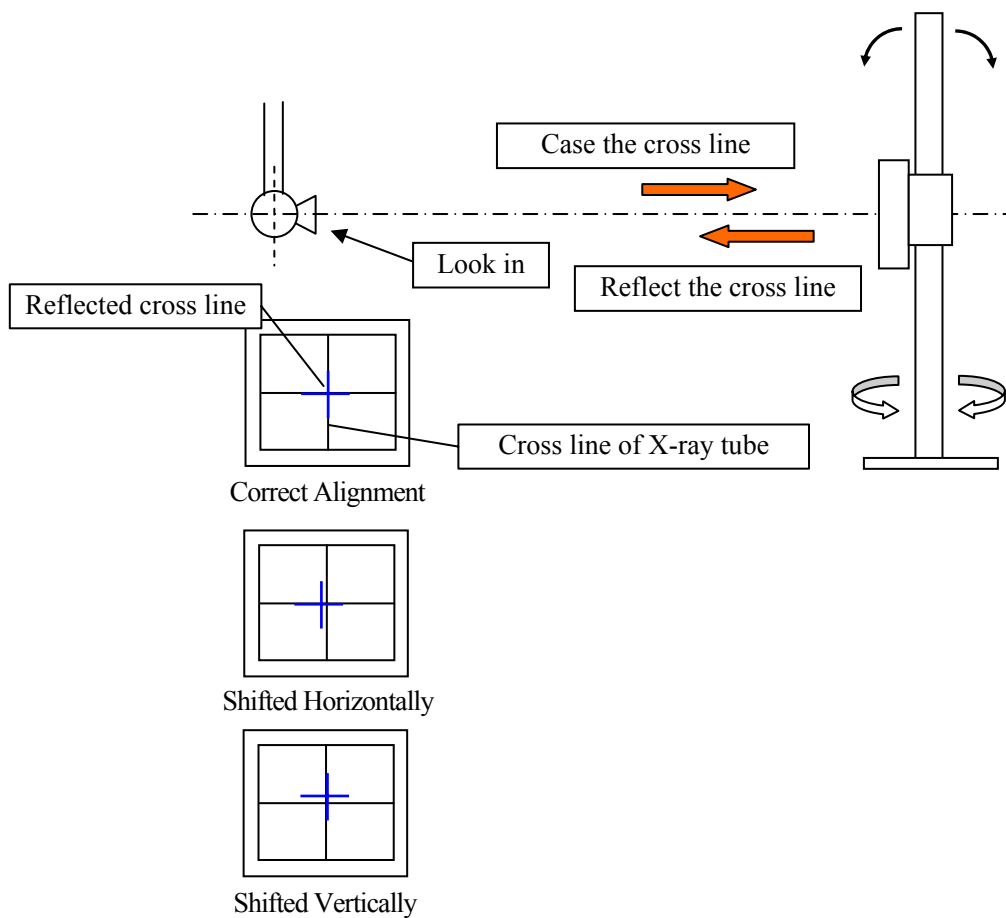 Case the cross line
Look in
Reflect the cross line
Reflected cross line
Cross line of X-ray tube
Correct Alignment
Shifted Horizontally
Shifted Vertically